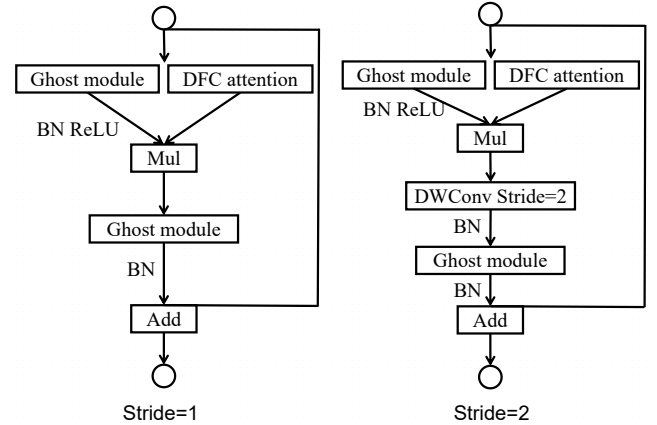 Ghost module
DFC attention
BN ReLU
Mul
Ghost module
BN
Add
Stride=1
Ghost module
DFC attention
BN ReLU
Mul
DWConv Stride=2
BN
Ghost module
BN
Add
Stride=2